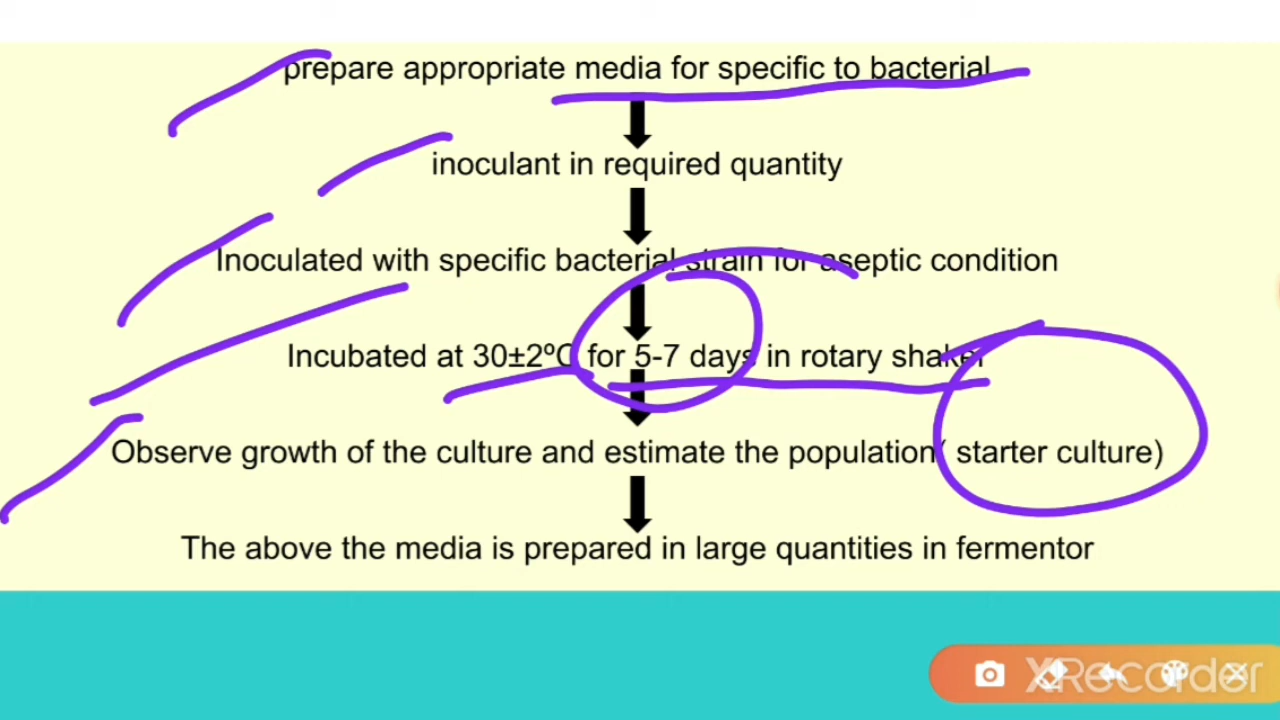 prepare appropriate media for specific to bacterial
inoculant in required quantity
Inoculated with specific bacterial strain for aseptic condition
Incubated at 30±2ºC for 5-7 days in rotary shaker
Observe growth of the culture and estimate the population( starter culture)
The above the media is prepared in large quantities in fermentor
XRecorder